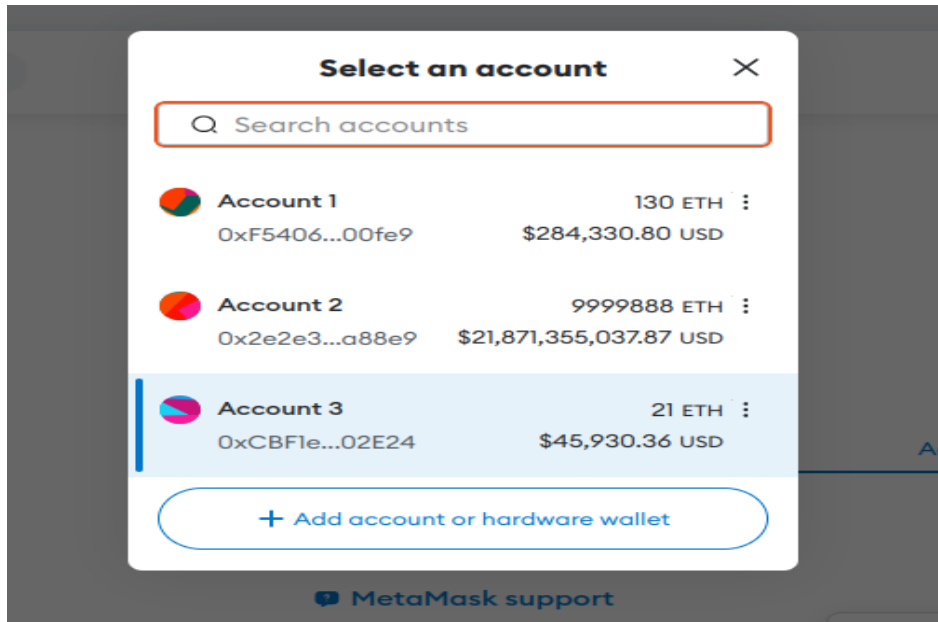 Select an account
Search accounts
Account 1 130 ETH
0xF5406...00fe9 $284,330.80 USD
Account 2 9999888 ETH
0x2e2e3...a88e9 $21,871,355,037.87 USD
Account 3 21 ETH
0xCBF1e...02E24 $45,930.36 USD
A
+ Add account or hardware wallet
MetaMask support